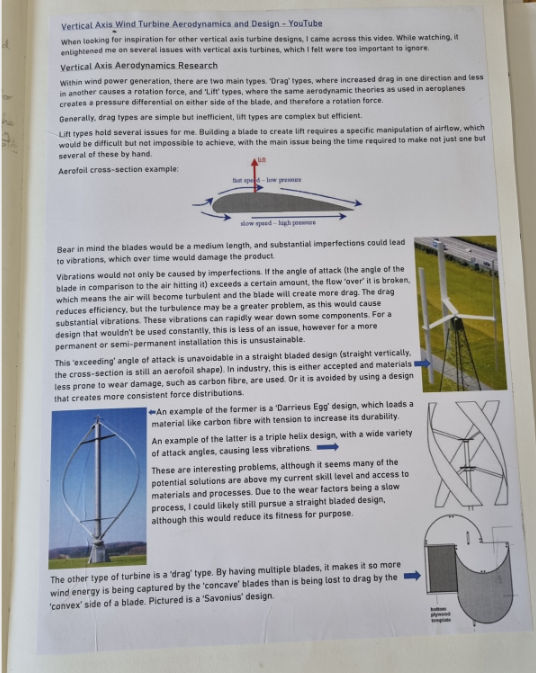 Vertical Axis Wind Turbine Aerodynamics and Design - YouTube
When looking for inspiration for other vertical axis turbine designs, I came across this video. While watching, it
enlightened me on several issues with vertical axis turbines, which I felt were too important to ignore.
Vertical Axis Aerodynamics Research
Within wind power generation, there are two main types. 'Drag' types, where increased drag in one direction and less
in another causes a rotation force, and 'Lift' types, where the same aerodynamic theories as used in aeroplanes
creates a pressure differential on either side of the blade, and therefore a rotation force.
Generally, drag types are simple but inefficient, lift types are complex but efficient.
Lift types hold several issues for me. Building a blade to create lift requires a specific manipulation of airflow, which
would be difficult but not impossible to achieve, with the main issue being the time required to make not just one but
several of these by hand.
Aerofoil cross-section example:
lift
fast speed – low pressure
slow speed – high pressure
Bear in mind the blades would be a medium length, and substantial imperfections could lead
to vibrations, which over time would damage the product.
Vibrations would not only be caused by imperfections. If the angle of attack (the angle of the
blade in comparison to the air hitting it) exceeds a certain amount, the flow 'over' it is broken,
which means the air will become turbulent and the blade will create more drag. The drag
reduces efficiency, but the turbulence may be a greater problem, as this would cause
substantial vibrations. These vibrations can rapidly wear down some components. For a
design that wouldn't be used constantly, this is less of an issue, however for a more
permanent or semi-permanent installation this is unsustainable.
This 'exceeding' angle of attack is unavoidable in a straight bladed design (straight vertically,
the cross-section is still an aerofoil shape). In industry, this is either accepted and materials
less prone to wear damage, such as carbon fibre, are used. Or it is avoided by using a design
that creates more consistent force distributions.
An example of the former is a 'Darrieus Egg' design, which loads a
material like carbon fibre with tension to increase its durability.
An example of the latter is a triple helix design, with a wide variety
of attack angles, causing less vibrations.
These are interesting problems, although it seems many of the
potential solutions are above my current skill level and access to
materials and processes. Due to the wear factors being a slow
process, I could likely still pursue a straight bladed design,
although this would reduce its fitness for purpose.
The other type of turbine is a 'drag' type. By having multiple blades, it makes it so more
wind energy is being captured by the 'concave' blades than is being lost to drag by the
'convex' side of a blade. Pictured is a 'Savonius' design.
bottom
plywood
template